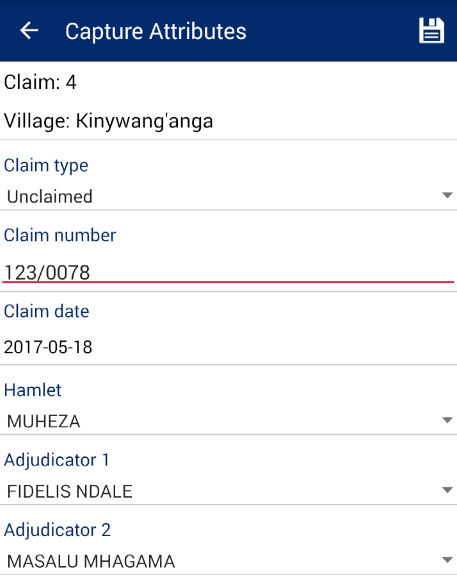 Capture Attributes
Claim: 4
Village: Kinywang'anga
Claim type
Unclaimed
Claim number
123/0078
Claim date
2017-05-18
Hamlet
MUHEZA
Adjudicator 1
FIDELIS NDALE
Adjudicator 2
MASALU MHAGAMA